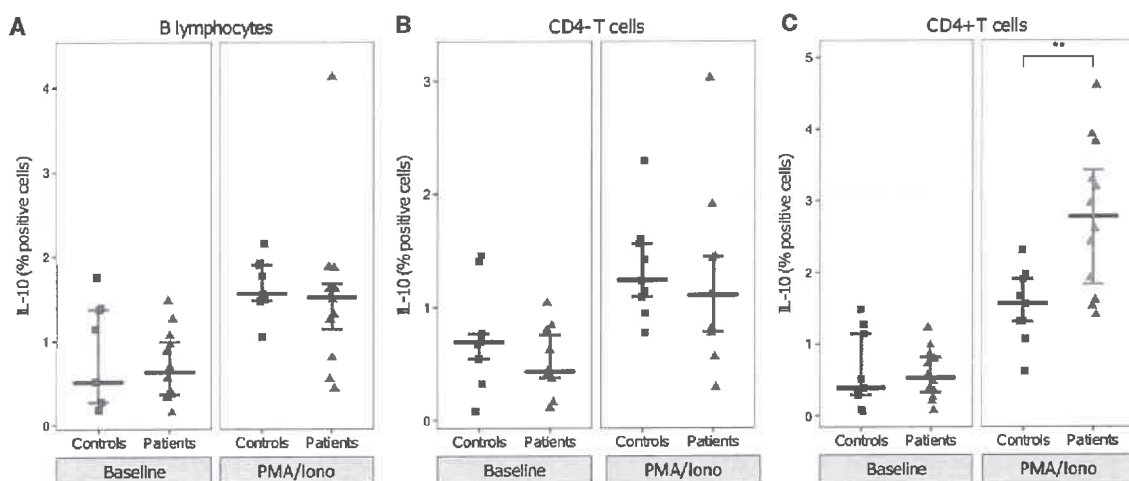 A
B lymphocytes
IL-10 (% positive cells)
4
3
2
1
0
Controls Patients Controls Patients
Baseline PMA/Iono
B
CD4- T cells
IL-10 (% positive cells)
3
2
1
0
Controls Patients Controls Patients
Baseline PMA/Iono
C
CD4+T cells
IL-10 (% positive cells)
5
4
3
2
1
0
**
Controls Patients Controls Patients
Baseline PMA/Iono